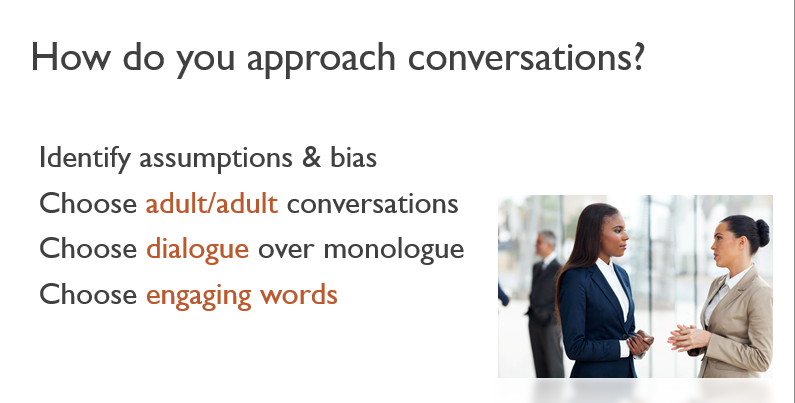 How do you approach conversations?
Identify assumptions & bias
Choose adult/adult conversations
Choose dialogue over monologue
Choose engaging words